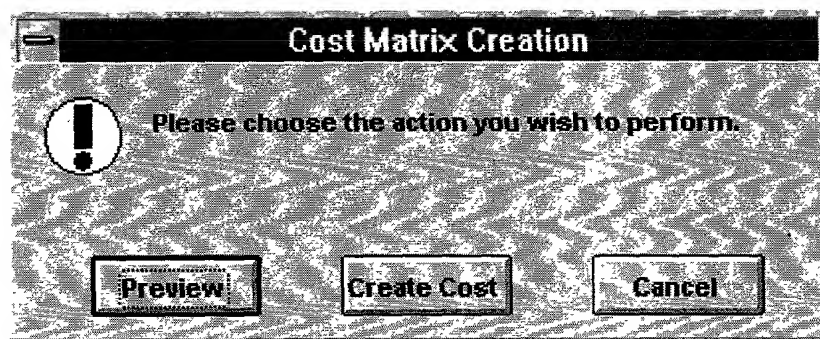 Cost Matrix Creation
Please choose the action you wish to perform.
Preview Create Cost Cancel